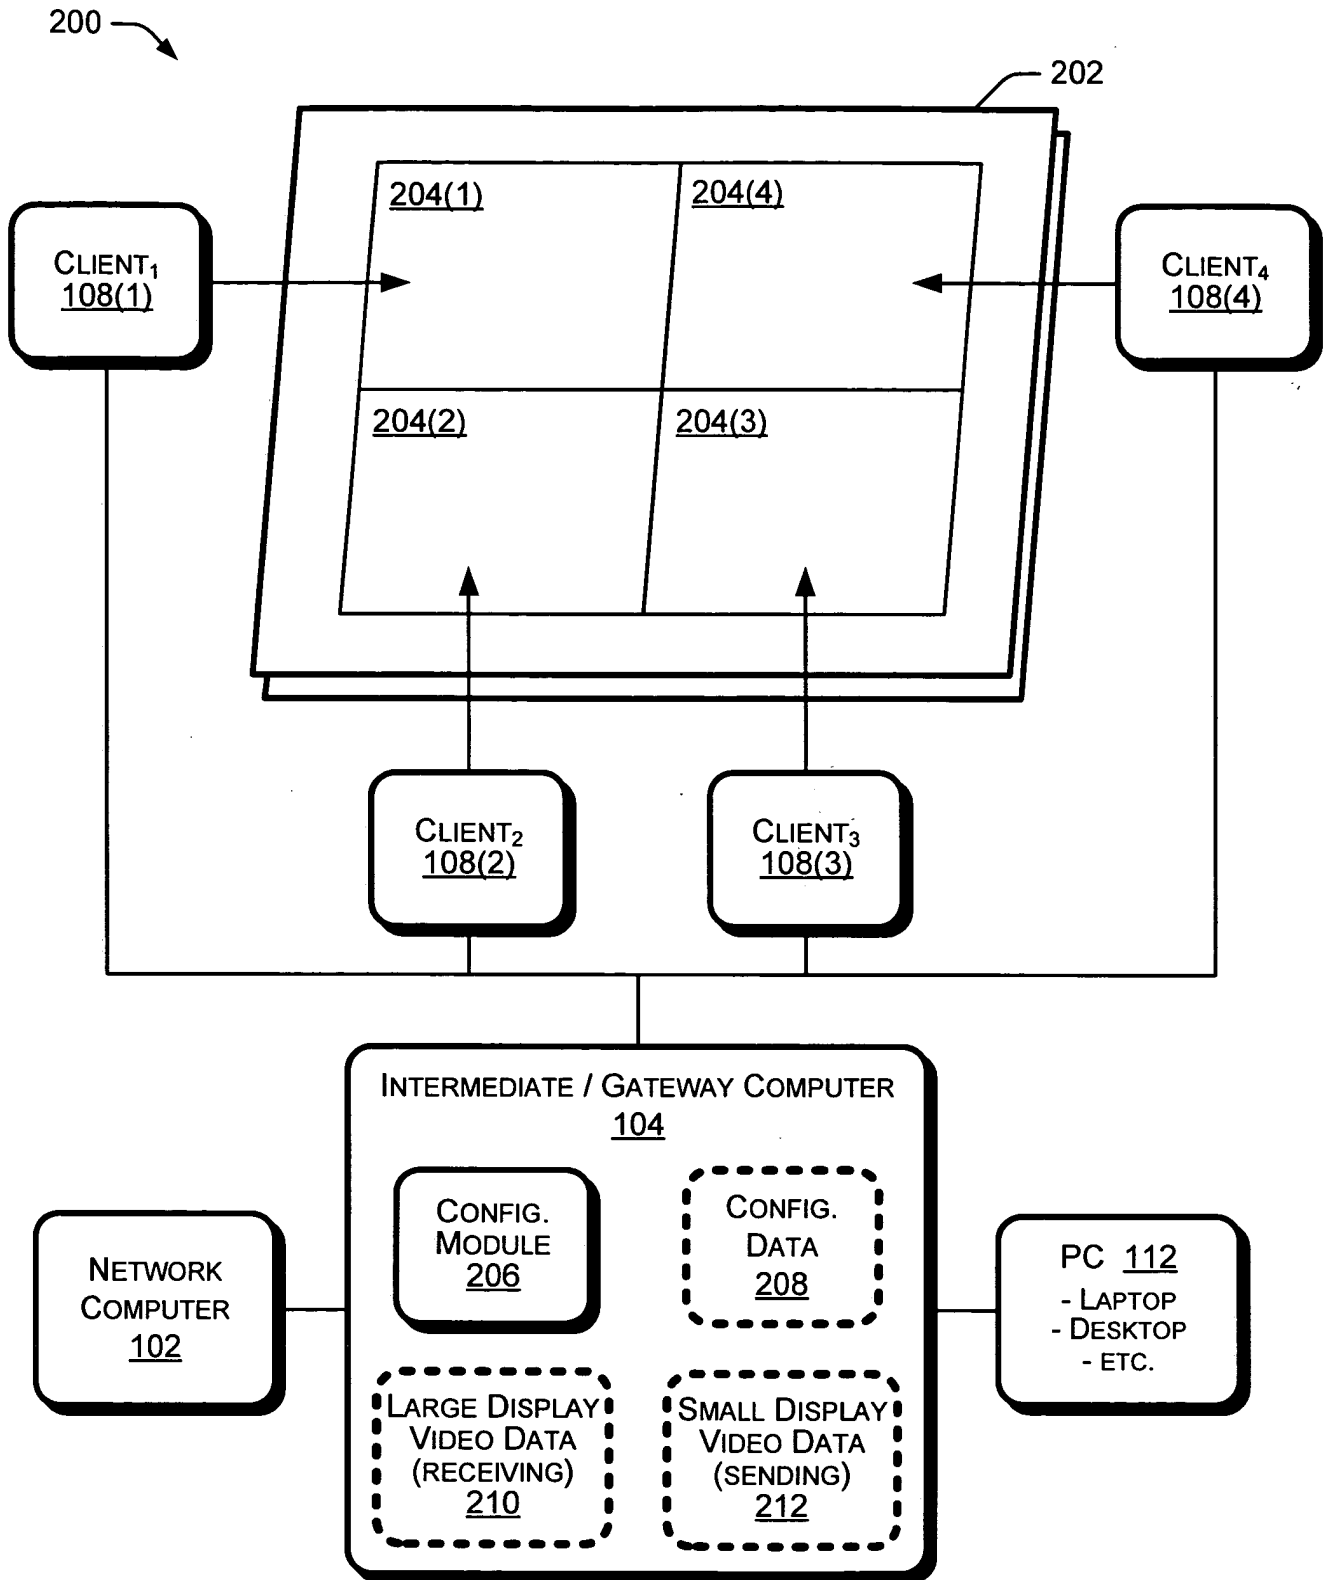 200
202
204(1)
204(4)
CLIENT₁
108(1)
CLIENT₄
108(4)
204(2)
204(3)
CLIENT₂
108(2)
CLIENT₃
108(3)
INTERMEDIATE / GATEWAY COMPUTER
104
CONFIG.
MODULE
206
CONFIG.
DATA
208
NETWORK
COMPUTER
102
PC 112
- LAPTOP
- DESKTOP
- ETC.
LARGE DISPLAY
VIDEO DATA
(RECEIVING)
210
SMALL DISPLAY
VIDEO DATA
(SENDING)
212